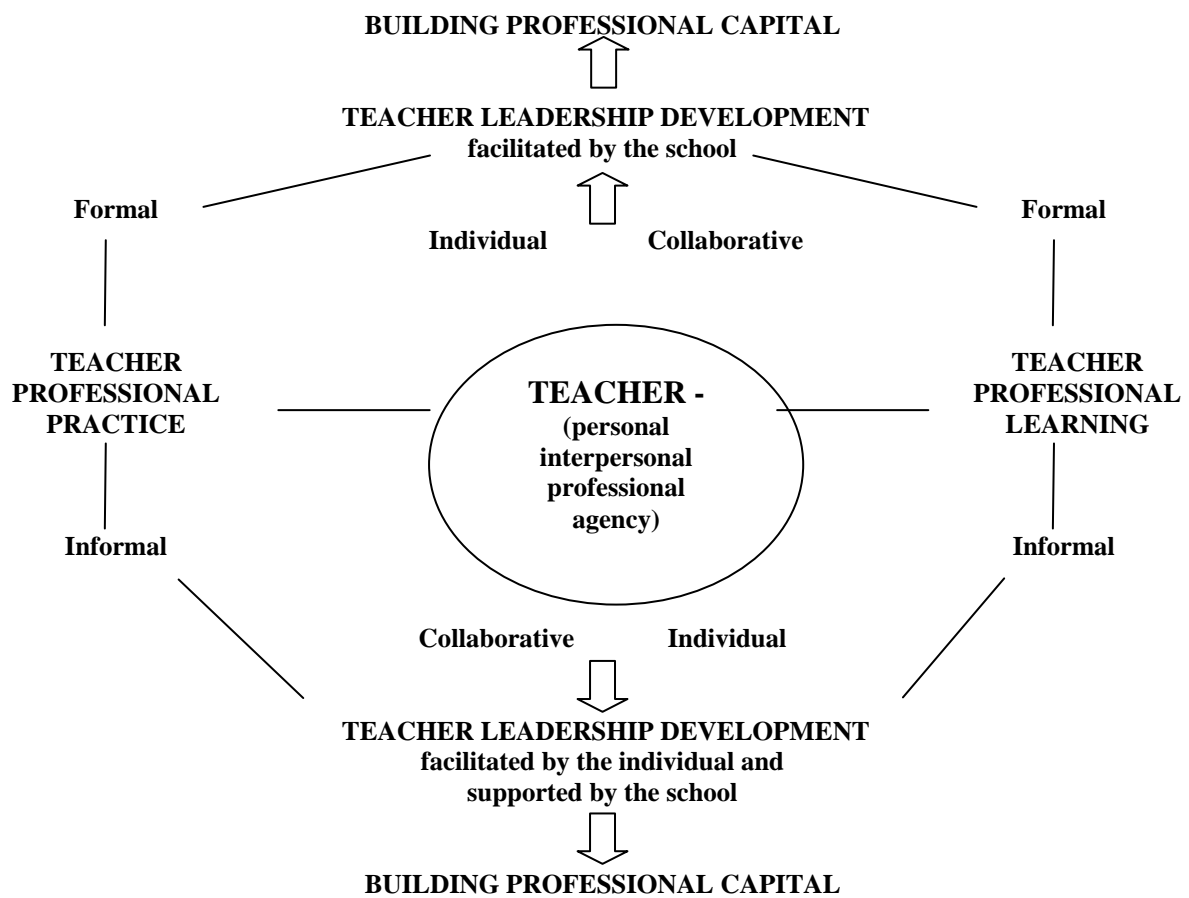 BUILDING PROFESSIONAL CAPITAL
TEACHER LEADERSHIP DEVELOPMENT
facilitated by the school
Formal
Formal
Individual
Collaborative
TEACHER
PROFESSIONAL
PRACTICE
TEACHER -
(personal
interpersonal
professional
agency)
TEACHER
PROFESSIONAL
LEARNING
Informal
Informal
Collaborative
Individual
TEACHER LEADERSHIP DEVELOPMENT
facilitated by the individual and
supported by the school
BUILDING PROFESSIONAL CAPITAL